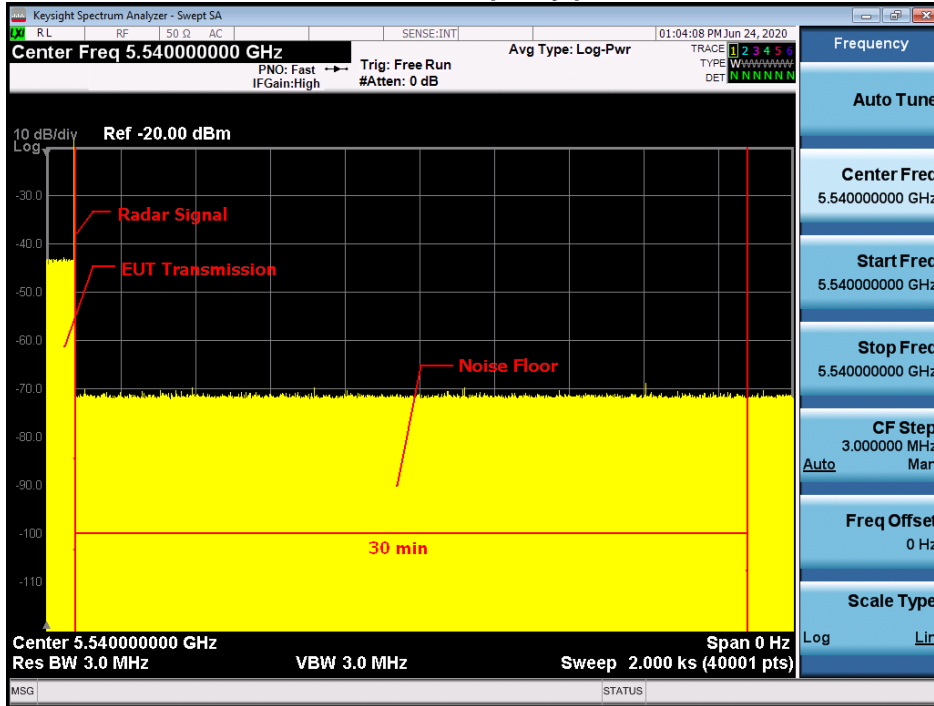 Keysight Spectrum Analyzer - Swept SA
LXI RL RF 50 Ω AC SENSE:INT 01:04:08 PM Jun 24, 2020
Center Freq 5.540000000 GHz
PNO: Fast
IFGain:High
Trig: Free Run
#Atten: 0 dB
Avg Type: Log-Pwr
TRACE 1 2 3 4 5 6
TYPE WWWWWW
DET N N N N N N
10 dB/div Ref -20.00 dBm
Log
-30.0
-40.0
-50.0
-60.0
-70.0
-80.0
-90.0
-100
-110
Radar Signal
EUT Transmission
Noise Floor
30 min
Center 5.540000000 GHz Span 0 Hz
Res BW 3.0 MHz VBW 3.0 MHz Sweep 2.000 ks (40001 pts)
MSG STATUS
Frequency
Auto Tune
Center Freq
5.540000000 GHz
Start Freq
5.540000000 GHz
Stop Freq
5.540000000 GHz
CF Step
3.000000 MHz
Auto Man
Freq Offset
0 Hz
Scale Type
Log Lin